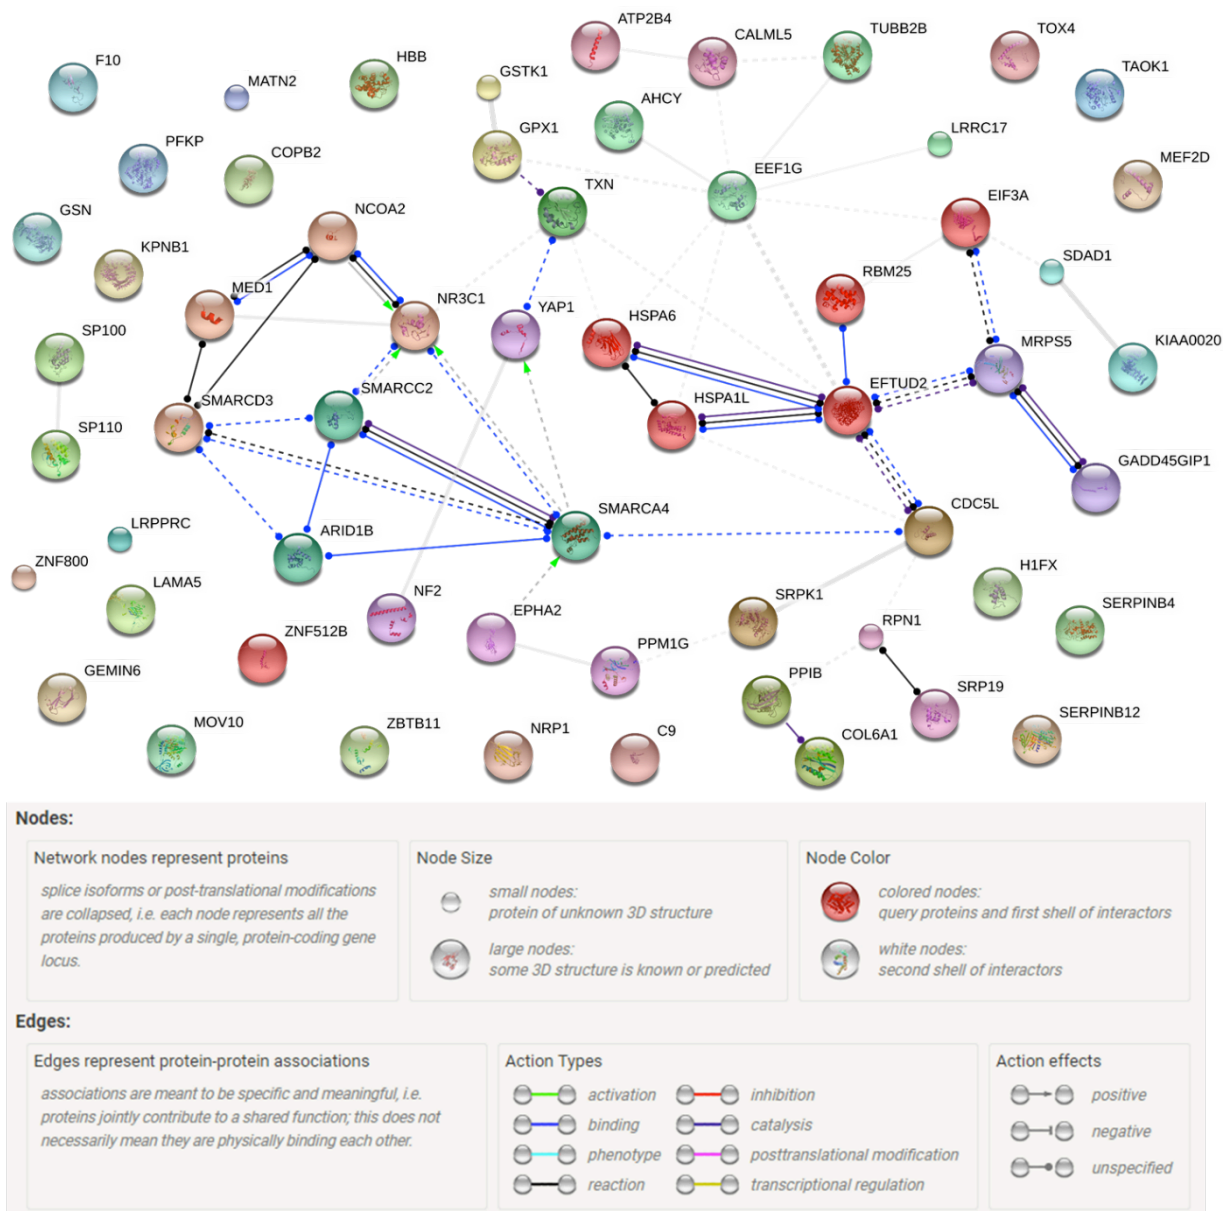 ATP2B4
CALML5
TUBB2B
TOX4
F10
MATN2
HBB
GSTK1
TAOK1
AHCY
GPX1
LRRC17
PFKP
COPB2
EEF1G
MEF2D
TXN
NCOA2
EIF3A
GSN
KPNB1
SDAD1
RBM25
MED1
NR3C1
YAP1
HSPA6
SP100
MRPS5
KIAA0020
SMARCC2
EFTUD2
SMARCD3
HSPA1L
SP110
GADD45GIP1
SMARCA4
CDC5L
LRPPRC
ARID1B
ZNF800
H1FX
LAMA5
NF2
EPHA2
SRPK1
SERPINB4
RPN1
ZNF512B
PPM1G
GEMIN6
PPIB
SRP19
SERPINB12
MOV10
ZBTB11
NRP1
C9
COL6A1
Nodes:
Network nodes represent proteins
splice isoforms or post-translational modifications
are collapsed, i.e. each node represents all the
proteins produced by a single, protein-coding gene
locus.
Node Size
small nodes:
protein of unknown 3D structure
large nodes:
some 3D structure is known or predicted
Node Color
colored nodes:
query proteins and first shell of interactors
white nodes:
second shell of interactors
Edges:
Edges represent protein-protein associations
associations are meant to be specific and meaningful, i.e.
proteins jointly contribute to a shared function; this does not
necessarily mean they are physically binding each other.
Action Types
activation
inhibition
binding
catalysis
phenotype
posttranslational modification
reaction
transcriptional regulation
Action effects
positive
negative
unspecified